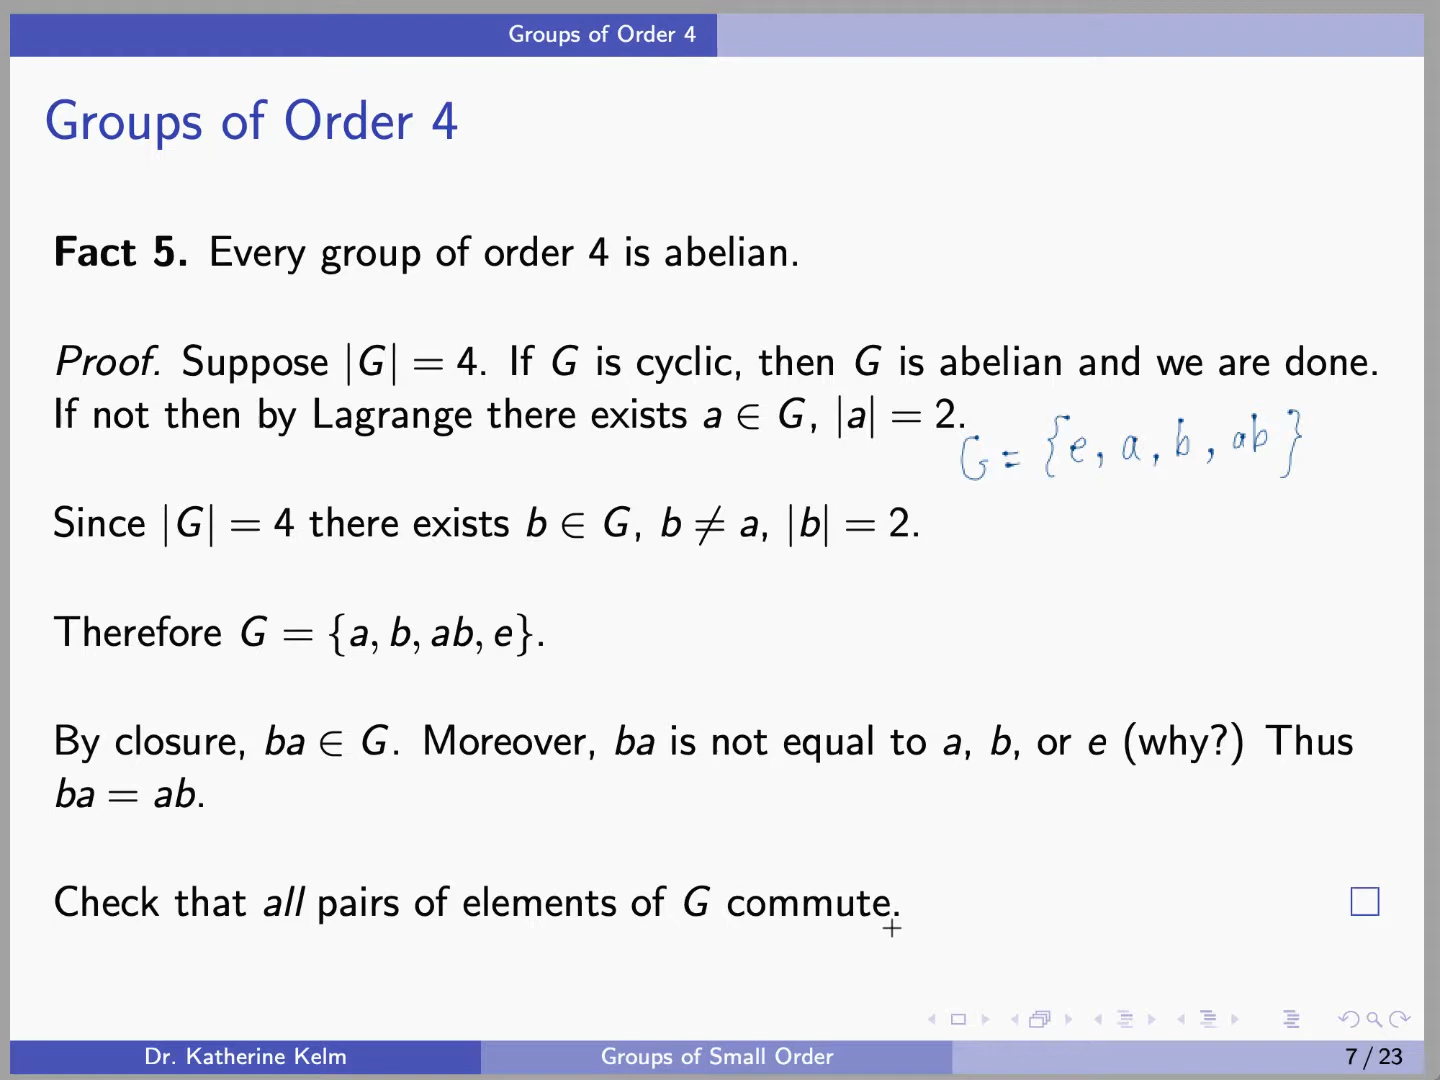 Groups of Order 4
Groups of Order 4
Fact 5. Every group of order 4 is abelian.
Proof. Suppose |G| = 4. If G is cyclic, then G is abelian and we are done.
If not then by Lagrange there exists a ∈ G, |a| = 2.
G = {e, a, b, ab}
Since |G| = 4 there exists b ∈ G, b ≠ a, |b| = 2.
Therefore G = {a, b, ab, e}.
By closure, ba ∈ G. Moreover, ba is not equal to a, b, or e (why?) Thus
ba = ab.
Check that all pairs of elements of G commute.
Dr. Katherine Kelm
Groups of Small Order
7 / 23